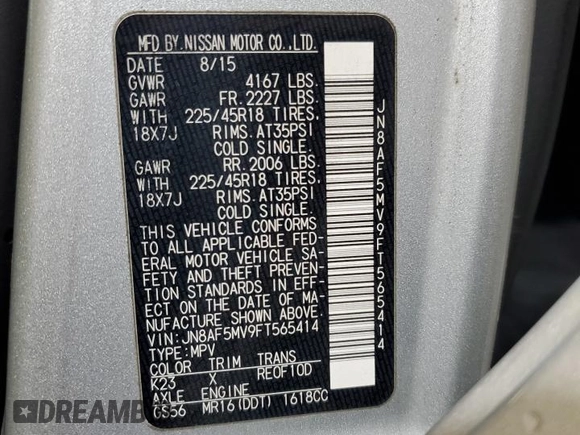 MFD BY NISSAN MOTOR CO.,LTD.
DATE 8/15
GVWR 4167 LBS.
GAWR FR. 2227 LBS.
WITH 225/45R18 TIRES.
18X7J RIMS. AT35PSI
COLD SINGLE.
GAWR RR. 2006 LBS.
WITH 225/45R18 TIRES.
18X7J RIMS. AT35PSI
COLD SINGLE.
THIS VEHICLE CONFORMS
TO ALL APPLICABLE FED-
ERAL MOTOR VEHICLE SA-
FETY AND THEFT PREVEN-
TION STANDARDS IN EFF-
ECT ON THE DATE OF MA-
NUFACTURE SHOWN ABOVE.
VIN: JN8AF5MV9FT565414
TYPE:MPV
COLOR TRIM TRANS
K23 X RE0F10D
AXLE ENGINE
GS56 MR16(DDT) 1618CC
JN8AF5MV9FT565414
RIDESAFELY